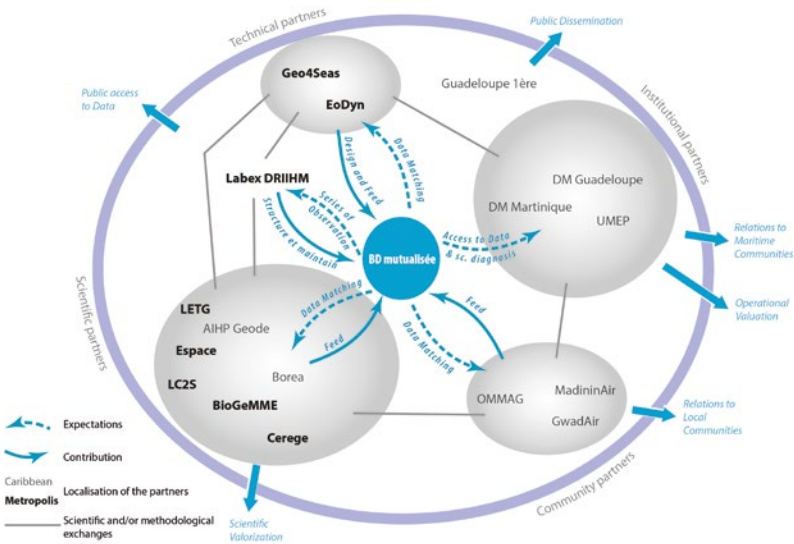 Technical partners
Public Dissemination
Geo4Seas
EoDyn
Guadeloupe 1ère
Public access
to Data
Institutional partners
Design and Feed
Data Matching
Labex DRIIHM
Series of
Observation
Structure et maintain
DM Guadeloupe
DM Martinique
UMEP
BD mutualisée
Access to Data
& sc. diagnosis
Relations to
Maritime
Communities
Scientific partners
Data Matching
Feed
Feed
Data Matching
Operational
Valuation
LETG
AIHP Geode
Espace
Borea
LC2S
BioGeMME
Cerege
OMMAG
MadininAir
GwadAir
Relations to
Local
Communities
Community partners
Expectations
Contribution
Caribbean
Metropolis
Localisation of the partners
Scientific and/or methodological
exchanges
Scientific
Valorization